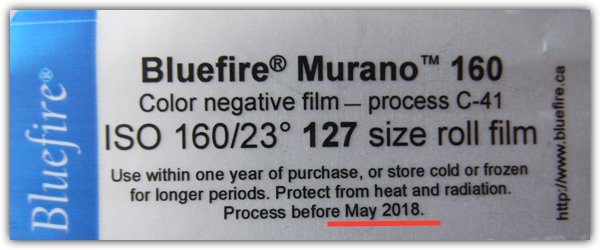 Bluefire®
Bluefire® Murano™ 160
Color negative film — process C-41
ISO 160/23° 127 size roll film
Use within one year of purchase, or store cold or frozen
for longer periods. Protect from heat and radiation.
Process before May 2018.
http://www.bluefire.ca